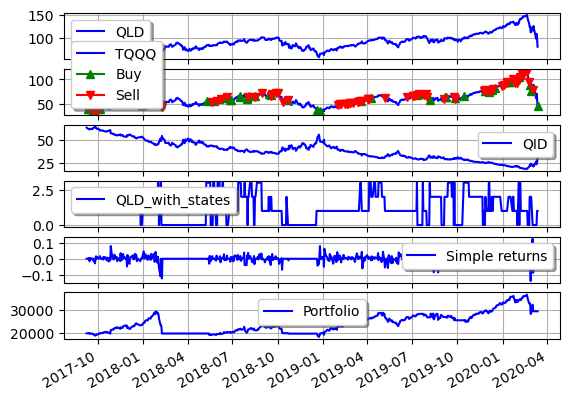 150
QLD
100
TQQQ
100
Buy
50
Sell
50
QID
25
2.5
QLD_with_states
0.0
0.1
0.0
Simple returns
−0.1
30000
Portfolio
20000
2017-10 2018-01 2018-04 2018-07 2018-10 2019-01 2019-04 2019-07 2019-10 2020-01 2020-04